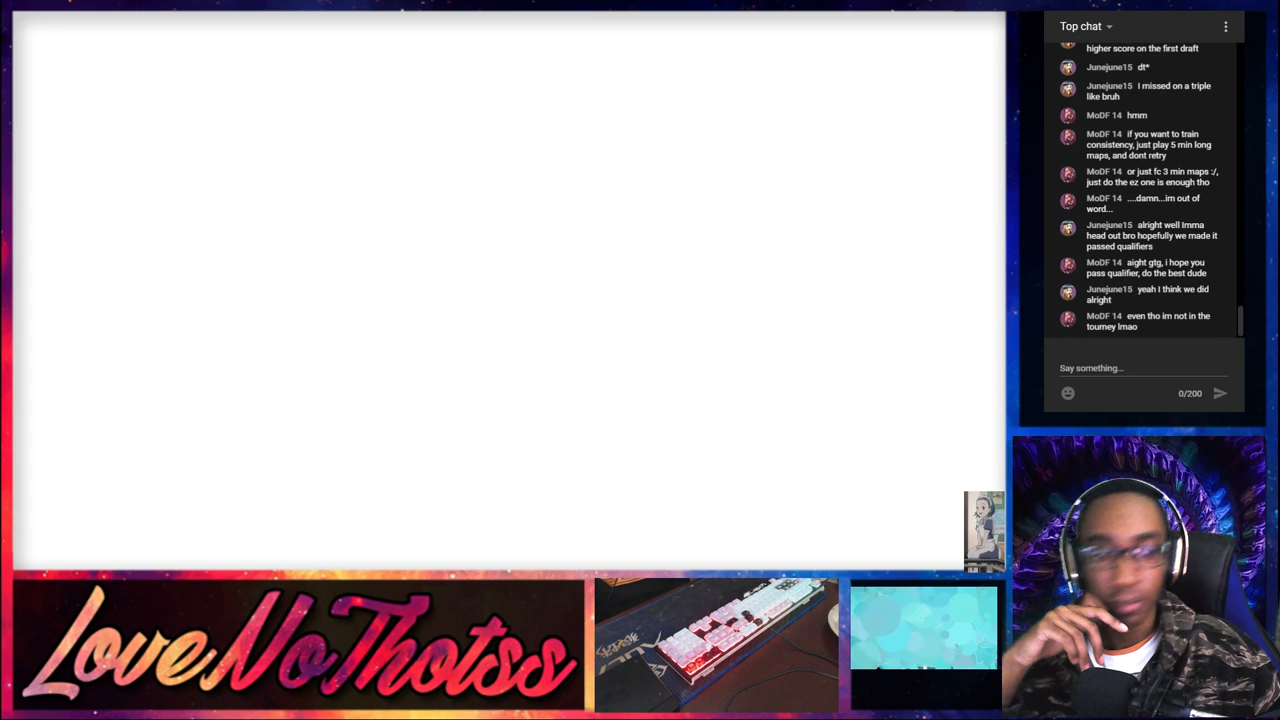 Top chat
higher score on the first draft
Junejune15 dt*
Junejune15 I missed on a triple
like bruh
MoDF 14 hmm
MoDF 14 if you want to train
consistency, just play 5 min long
maps, and dont retry
MoDF 14 or just fc 3 min maps :/,
just do the ez one is enough tho
MoDF 14 ....damn...im out of
word...
Junejune15 alright well Imma
head out bro hopefully we made it
passed qualifiers
MoDF 14 aight gtg, i hope you
pass qualifier, do the best dude
Junejune15 yeah I think we did
alright
MoDF 14 even tho im not in the
tourney lmao
Say something...
0/200
LoveNoThotss